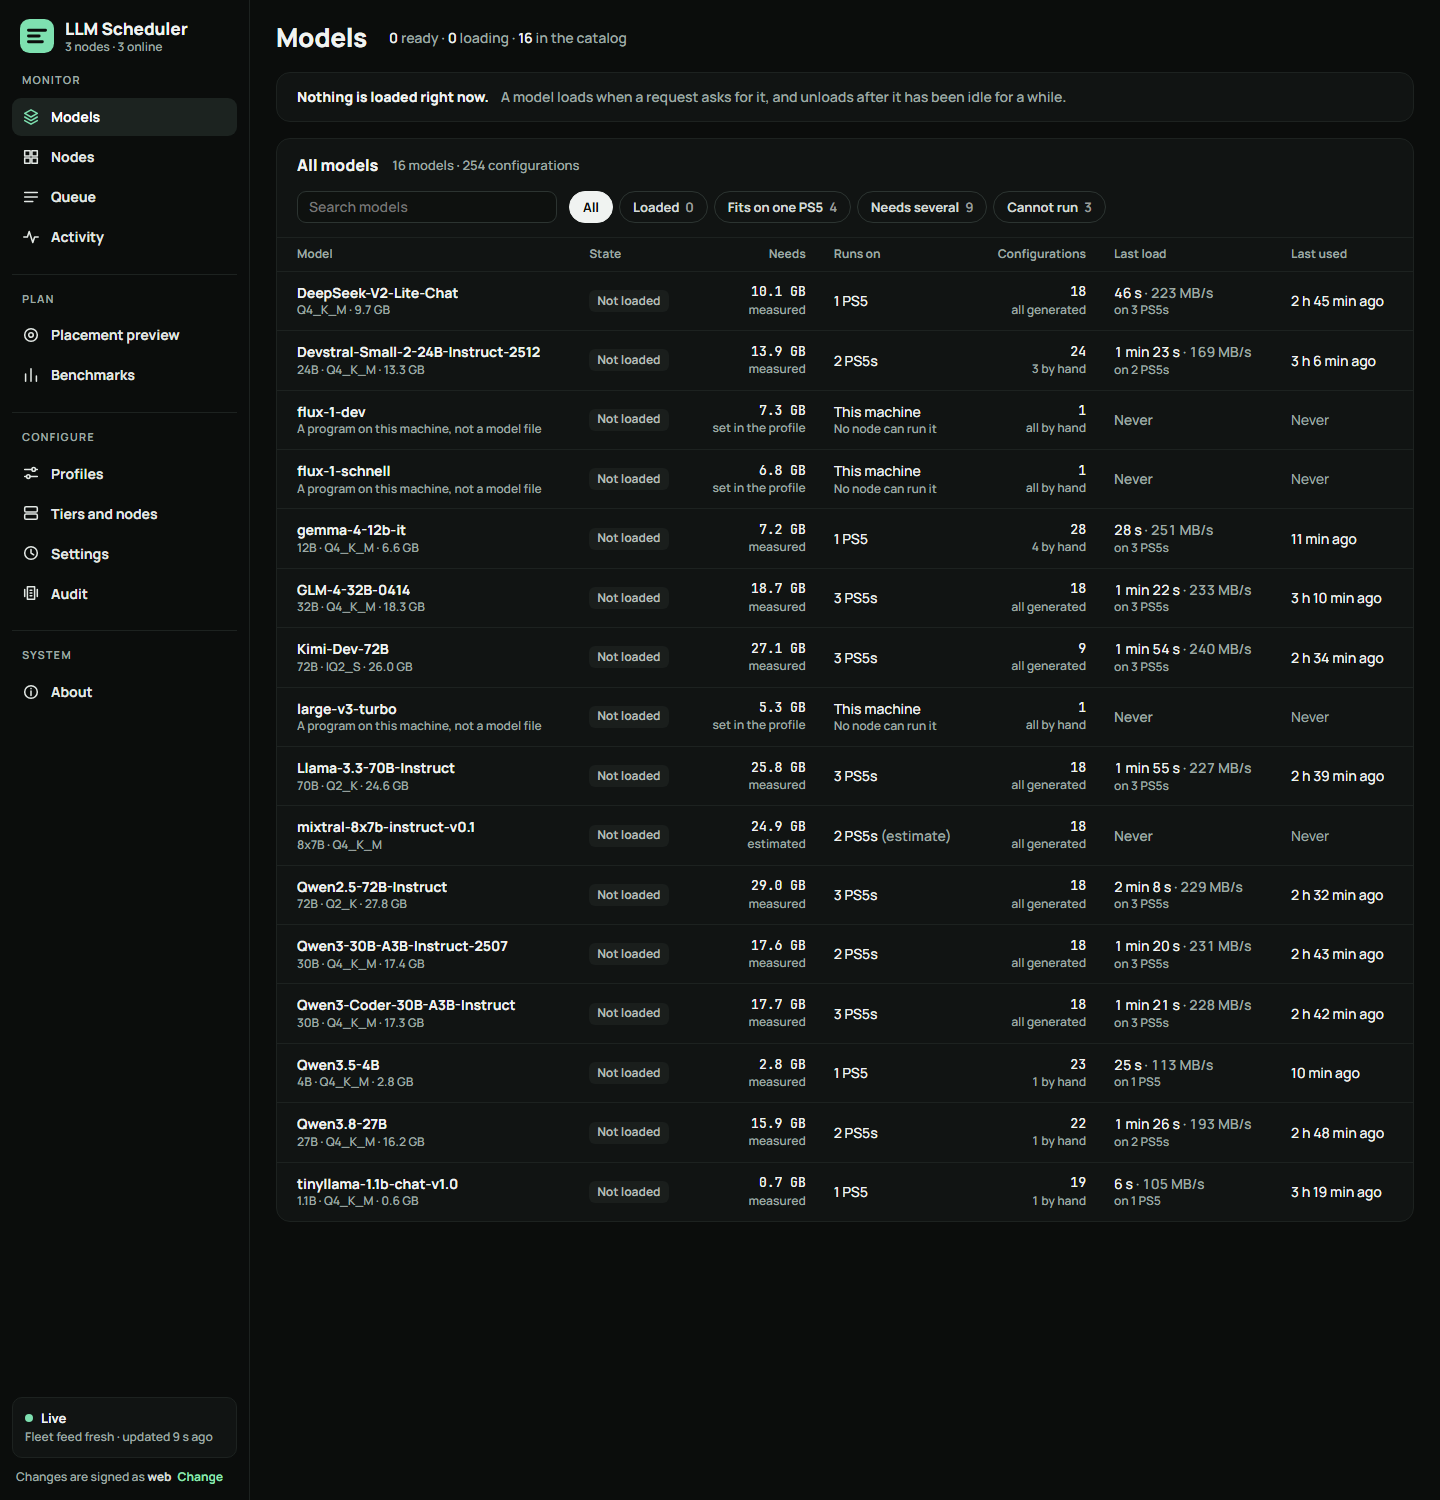 LLM Scheduler
3 nodes · 3 online
MONITOR
Models
Nodes
Queue
Activity
PLAN
Placement preview
Benchmarks
CONFIGURE
Profiles
Tiers and nodes
Settings
Audit
SYSTEM
About
Live
Fleet feed fresh · updated 9 s ago
Changes are signed as web Change
Models 0 ready · 0 loading · 16 in the catalog
Nothing is loaded right now. A model loads when a request asks for it, and unloads after it has been idle for a while.
All models 16 models · 254 configurations
Search models All Loaded 0 Fits on one PS5 4 Needs several 9 Cannot run 3
Model State Needs Runs on Configurations Last load Last used
DeepSeek-V2-Lite-Chat Not loaded 10.1 GB 1 PS5 18 46 s · 223 MB/s 2 h 45 min ago
Q4_K_M · 9.7 GB measured all generated on 3 PS5s
Devstral-Small-2-24B-Instruct-2512 Not loaded 13.9 GB 2 PS5s 24 1 min 23 s · 169 MB/s 3 h 6 min ago
24B · Q4_K_M · 13.3 GB measured 3 by hand on 2 PS5s
flux-1-dev Not loaded 7.3 GB This machine 1 Never Never
A program on this machine, not a model file set in the profile No node can run it all by hand
flux-1-schnell Not loaded 6.8 GB This machine 1 Never Never
A program on this machine, not a model file set in the profile No node can run it all by hand
gemma-4-12b-it Not loaded 7.2 GB 1 PS5 28 28 s · 251 MB/s 11 min ago
12B · Q4_K_M · 6.6 GB measured 4 by hand on 3 PS5s
GLM-4-32B-0414 Not loaded 18.7 GB 3 PS5s 18 1 min 22 s · 233 MB/s 3 h 10 min ago
32B · Q4_K_M · 18.3 GB measured all generated on 3 PS5s
Kimi-Dev-72B Not loaded 27.1 GB 3 PS5s 9 1 min 54 s · 240 MB/s 2 h 34 min ago
72B · IQ2_S · 26.0 GB measured all generated on 3 PS5s
large-v3-turbo Not loaded 5.3 GB This machine 1 Never Never
A program on this machine, not a model file set in the profile No node can run it all by hand
Llama-3.3-70B-Instruct Not loaded 25.8 GB 3 PS5s 18 1 min 55 s · 227 MB/s 2 h 39 min ago
70B · Q2_K · 24.6 GB measured all generated on 3 PS5s
mixtral-8x7b-instruct-v0.1 Not loaded 24.9 GB 2 PS5s (estimate) 18 Never Never
8x7B · Q4_K_M estimated all generated
Qwen2.5-72B-Instruct Not loaded 29.0 GB 3 PS5s 18 2 min 8 s · 229 MB/s 2 h 32 min ago
72B · Q2_K · 27.8 GB measured all generated on 3 PS5s
Qwen3-30B-A3B-Instruct-2507 Not loaded 17.6 GB 2 PS5s 18 1 min 20 s · 231 MB/s 2 h 43 min ago
30B · Q4_K_M · 17.4 GB measured all generated on 3 PS5s
Qwen3-Coder-30B-A3B-Instruct Not loaded 17.7 GB 3 PS5s 18 1 min 21 s · 228 MB/s 2 h 42 min ago
30B · Q4_K_M · 17.3 GB measured all generated on 3 PS5s
Qwen3.5-4B Not loaded 2.8 GB 1 PS5 23 25 s · 113 MB/s 10 min ago
4B · Q4_K_M · 2.8 GB measured 1 by hand on 1 PS5
Qwen3.8-27B Not loaded 15.9 GB 2 PS5s 22 1 min 26 s · 193 MB/s 2 h 48 min ago
27B · Q4_K_M · 16.2 GB measured 1 by hand on 2 PS5s
tinyllama-1.1b-chat-v1.0 Not loaded 0.7 GB 1 PS5 19 6 s · 105 MB/s 3 h 19 min ago
1.1B · Q4_K_M · 0.6 GB measured 1 by hand on 1 PS5